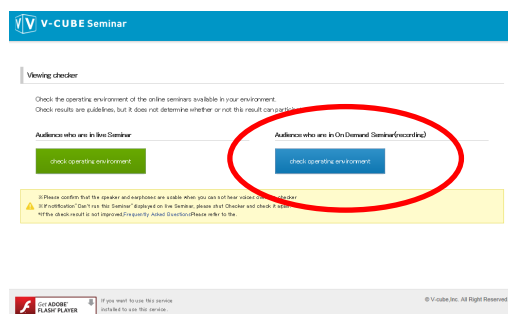 V-CUBE Seminar
Viewing checker
Check the operating environment of the online seminars available in your environment.
Check results are guidelines, but it does not determine whether or not this result can partici
Audience who are in live Seminar
Audience who are in On Demand Seminar(recording)
check operating environment
check operating environment
※Please confirm that the speaker and earphones are usable when you can not hear voices checker
※If notification"Can't run this Seminar"displayed on live Seminar, please shut Checker and check it again
*If the check result is not improved,Frequently Asked Questions Please refer to the.
Get ADOBE®
FLASH® PLAYER
If you want to use this service
installed to use this service.
© V-cube,Inc. All Right Reserved